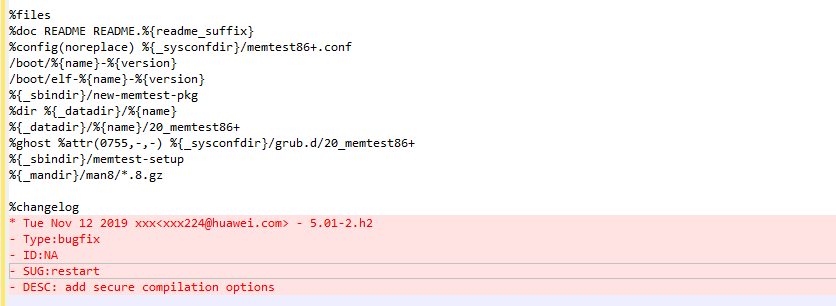 %files
%doc README README.%{readme_suffix}
%config(noreplace) %{_sysconfdir}/memtest86+.conf
/boot/%{name}-%{version}
/boot/elf-%{name}-%{version}
%{_sbindir}/new-memtest-pkg
%dir %{_datadir}/%{name}
%{_datadir}/%{name}/20_memtest86+
%ghost %attr(0755,-,-) %{_sysconfdir}/grub.d/20_memtest86+
%{_sbindir}/memtest-setup
%{_mandir}/man8/*.8.gz
%changelog
* Tue Nov 12 2019 xxx<xxx224@huawei.com> - 5.01-2.h2
- Type:bugfix
- ID:NA
- SUG:restart
- DESC: add secure compilation options